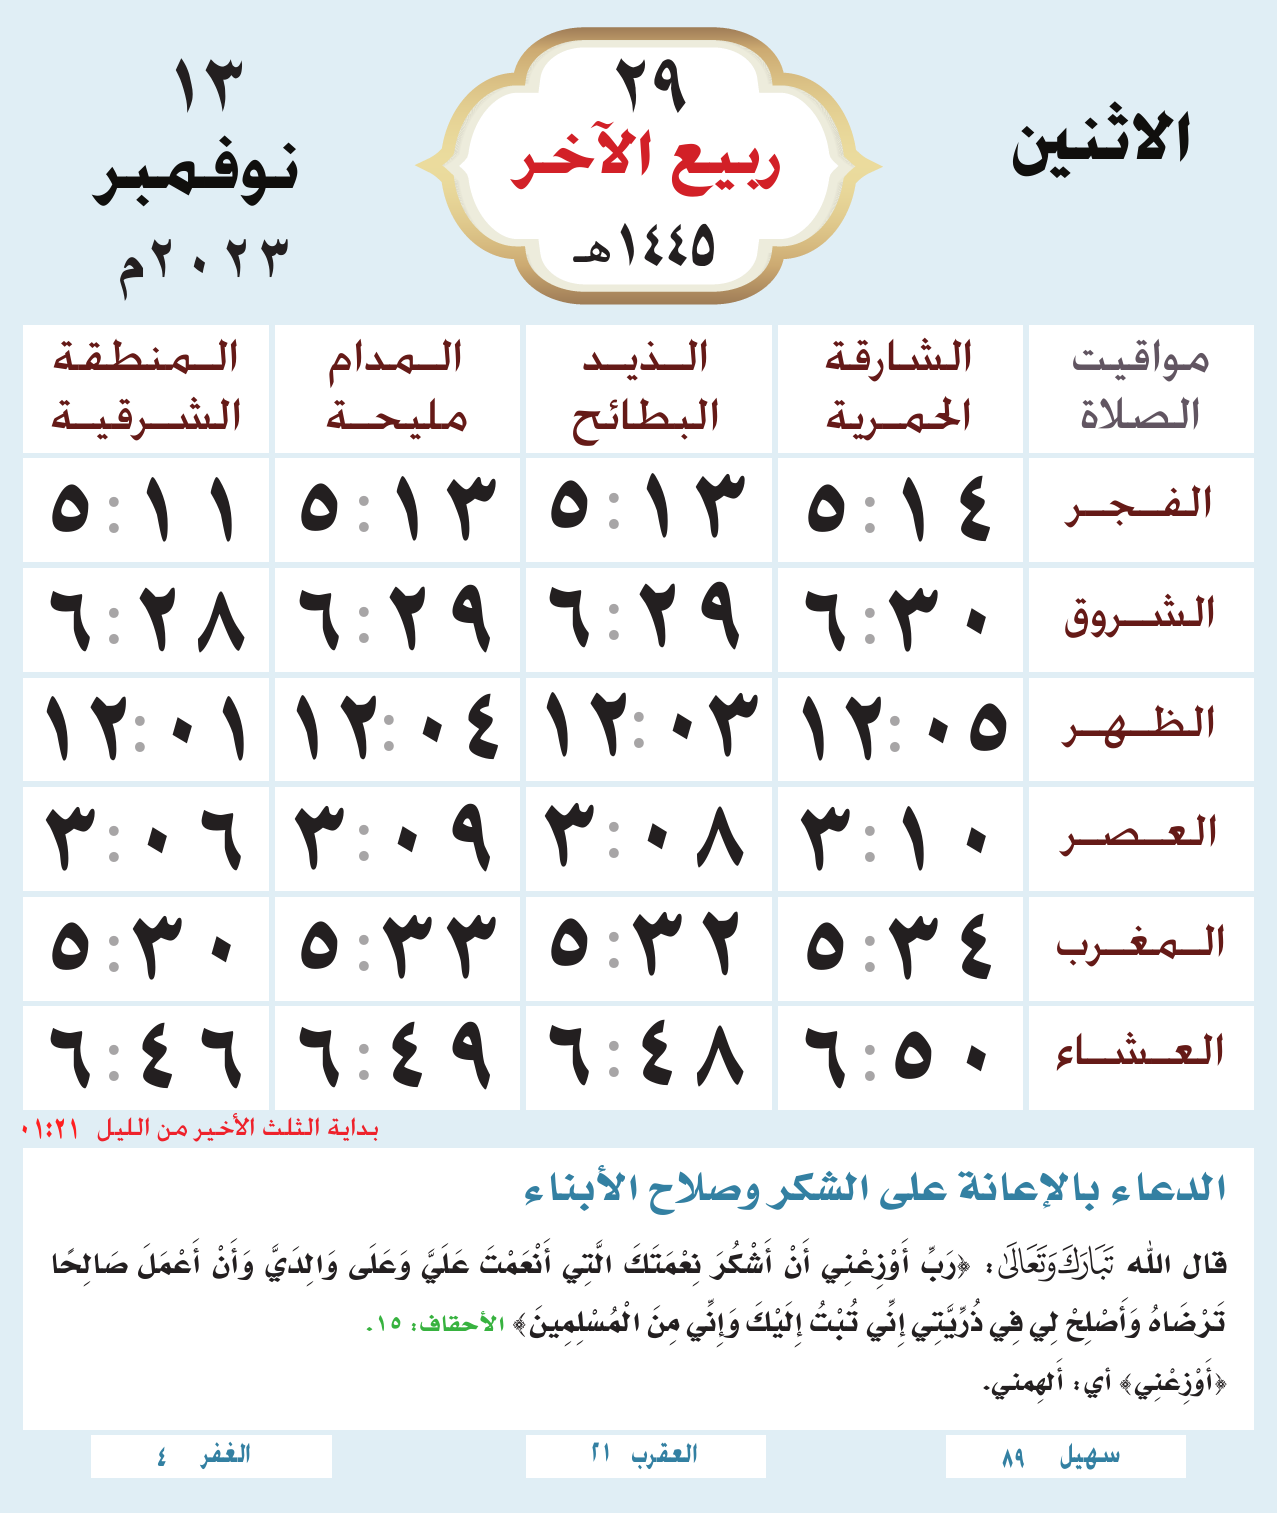 الاثنين
٢٩
ربيع الآخر
١٤٤٥هـ
١٣
نوفمبر
٢٠٢٣م
مواقيت الصلاة الشارقة الحمرية الذيد البطائح المدام مليحة المنطقة الشرقية
الفجر ٥:١٤ ٥:١٣ ٥:١٣ ٥:١١
الشروق ٦:٣٠ ٦:٢٩ ٦:٢٩ ٦:٢٨
الظهر ١٢:٠٥ ١٢:٠٣ ١٢:٠٤ ١٢:٠١
العصر ٣:١٠ ٣:٠٨ ٣:٠٩ ٣:٠٦
المغرب ٥:٣٤ ٥:٣٢ ٥:٣٣ ٥:٣٠
العشاء ٦:٥٠ ٦:٤٨ ٦:٤٩ ٦:٤٦
بداية الثلث الأخير من الليل ٠١:٢١
الدعاء بالإعانة على الشكر وصلاح الأبناء
قال الله تَبَارَكَ وَتَعَالَىٰ: ﴿رَبِّ أَوْزِعْنِي أَنْ أَشْكُرَ نِعْمَتَكَ الَّتِي أَنْعَمْتَ عَلَيَّ وَعَلَى وَالِدَيَّ وَأَنْ أَعْمَلَ صَالِحًا
تَرْضَاهُ وَأَصْلِحْ لِي فِي ذُرِّيَّتِي إِنِّي تُبْتُ إِلَيْكَ وَإِنِّي مِنَ الْمُسْلِمِينَ﴾ الأحقاف: ١٥.
﴿أَوْزِعْنِي﴾ أي: أَلهِمني.
سهيل ٨٩ العقرب ٢١ الغفر ٤